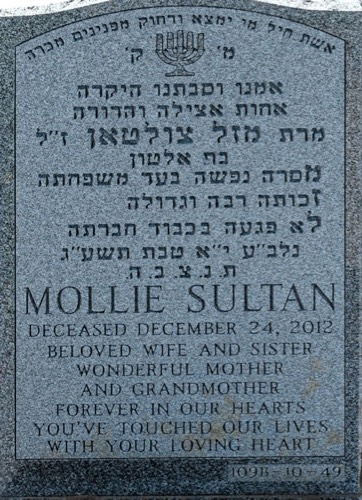 אשת חיל מי ימצא ורחוק מפנינים מכרה
מ' ק'
אמנו וסבתנו היקרה
אחות אצילה והדורה
מרת מזל צולטאן ז"ל
בת אלטון
מסרה נפשה בעד משפחתה
זכותה רבה וגדולה
לא פגעה בכבוד חברתה
נלב"ע י"א טבת תשע"ג
ת.נ.צ.ב.ה.
MOLLIE SULTAN
DECEASED DECEMBER 24, 2012
BELOVED WIFE AND SISTER
WONDERFUL MOTHER
AND GRANDMOTHER
FOREVER IN OUR HEARTS
YOU'VE TOUCHED OUR LIVES
WITH YOUR LOVING HEART
109B-10-49